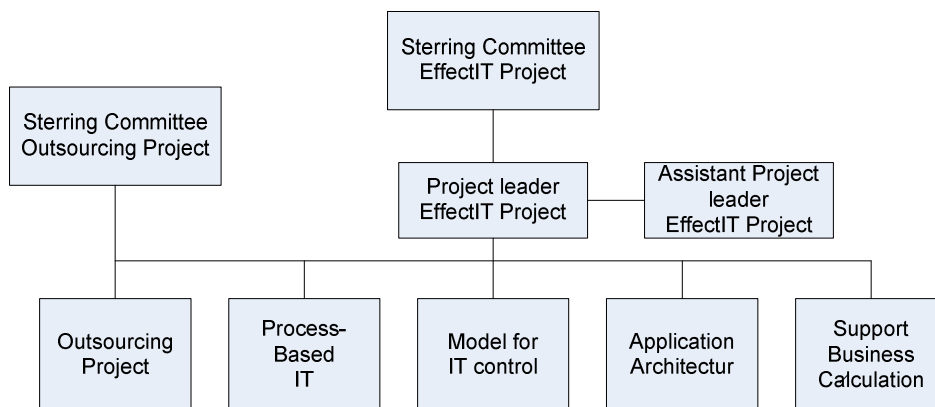 Sterring Committee
EffectIT Project
Sterring Committee
Outsourcing Project
Project leader
EffectIT Project
Assistant Project
leader
EffectIT Project
Outsourcing
Project
Process-
Based
IT
Model for
IT control
Application
Architectur
Support
Business
Calculation